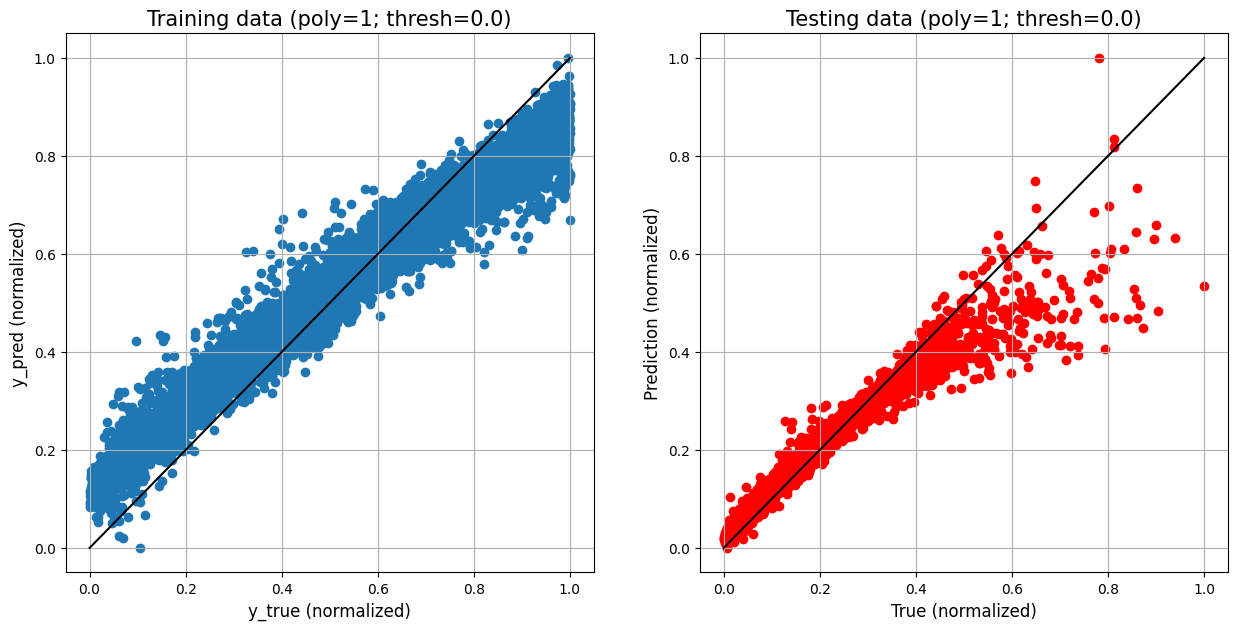 Training data (poly=1; thresh=0.0)
1.0
0.8
0.6
0.4
0.2
0.0
y_pred (normalized)
0.0 0.2 0.4 0.6 0.8 1.0
y_true (normalized)
Testing data (poly=1; thresh=0.0)
1.0
0.8
0.6
0.4
0.2
0.0
Prediction (normalized)
0.0 0.2 0.4 0.6 0.8 1.0
True (normalized)